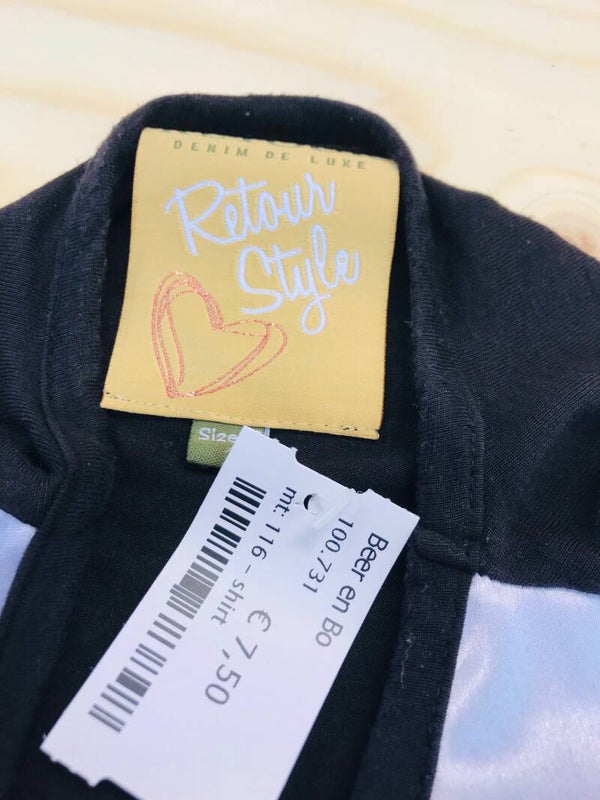 DENIM DE LUXE
Retour
Style
Size
Beer en Bo
100.731
mt: 116 - shirt
€ 7,50